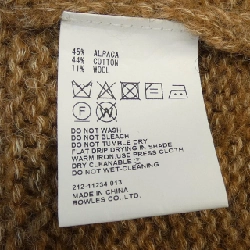 45% ALPACA
44% COTTON
11% WOOL
DO NOT WASH
DO NOT BLEACH
DO NOT TUMBLE DRY
FLAT DRIP DRYING IN SHADE
WARM IRON/USE PRESS CLOTH
DRY CLEANABLE
DO NOT WET-CLEANING
212-11234 913
MADE IN CHINA
BOWLES CO., LTD.